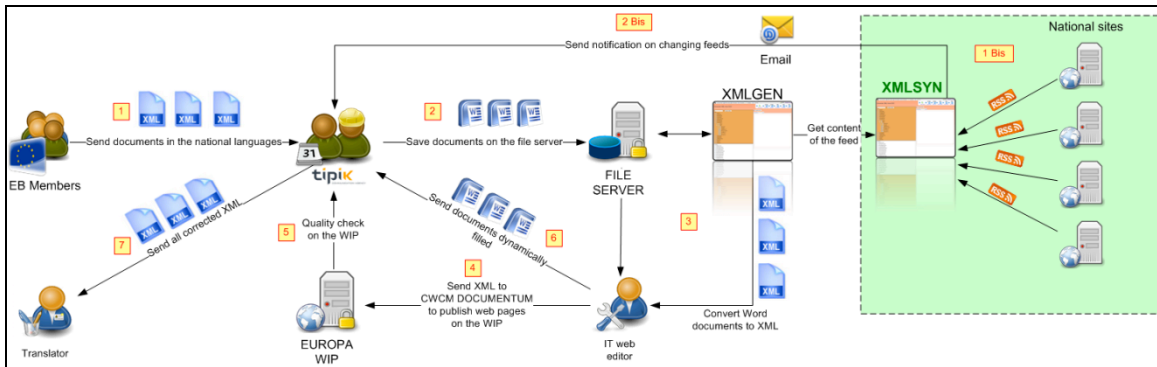 2 Bis
Send notification on changing feeds
Email
National sites
1 Bis
XMLSYN
XMLGEN
RSS
RSS
RSS
RSS
1
XML
XML
XML
Send documents in the national languages
EB Members
31
tipik
2
Save documents on the file server
FILE
SERVER
Get content
of the feed
3
XML
XML
XML
Convert Word
documents to XML
7
XML
XML
XML
Send all corrected XML
5
Quality check
on the WIP
6
Send documents dynamically
filled
4
Send XML to
CWCM DOCUMENTUM
to publish web pages
on the WIP
Translator
EUROPA
WIP
IT web
editor